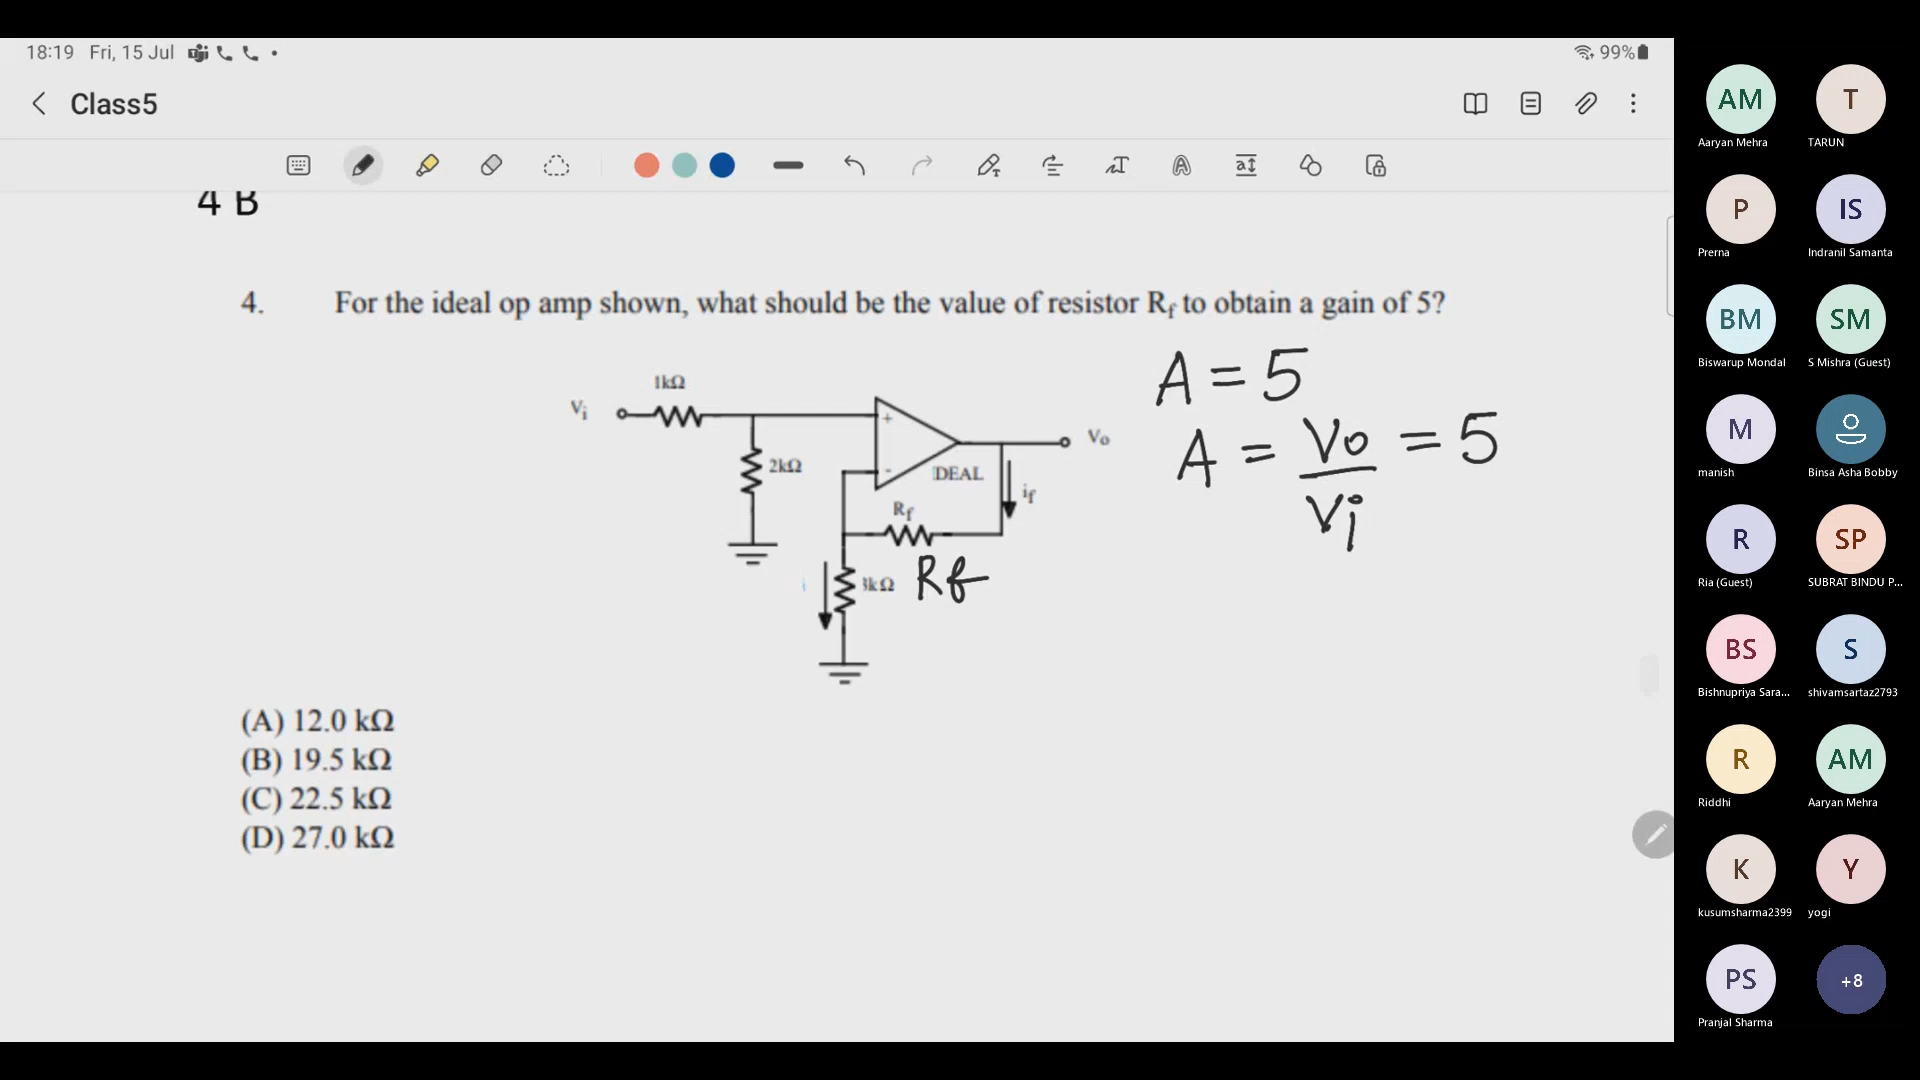 18:19 Fri, 15 Jul
99%
Class5
4 B
4. For the ideal op amp shown, what should be the value of resistor Rf to obtain a gain of 5?
1kΩ
Vi
+
Vo
2kΩ
-
IDEAL
if
Rf
3kΩ
Rf
A = 5
A = Vo/Vi = 5
(A) 12.0 kΩ
(B) 19.5 kΩ
(C) 22.5 kΩ
(D) 27.0 kΩ
AM
Aaryan Mehra
T
TARUN
P
Prerna
IS
Indranil Samanta
BM
Biswarup Mondal
SM
S Mishra (Guest)
M
manish
Binsa Asha Bobby
R
Ria (Guest)
SP
SUBRAT BINDU P...
BS
Bishnupriya Sara...
S
shivamsartaz2793
R
Riddhi
AM
Aaryan Mehra
K
kusumsharma2399
Y
yogi
PS
Pranjal Sharma
+8